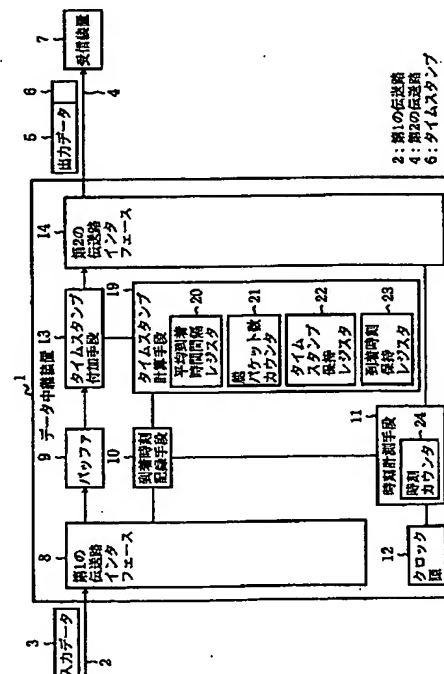 1
データ中継装置
3
入力データ
2
8
第1の
伝送路
インタ
フェース
9
バッファ
10
到着時刻
記録手段
13
タイムスタンプ
付加手段
19
タイムスタンプ
計算手段
平均到着
時間間隔
レジスタ
20
総
パケット数
カウンタ
21
タイム
スタンプ
保持
レジスタ
22
到着時刻
保持
レジスタ
23
11
時刻計測手段
24
時刻
カウンタ
12
クロック
源
14
第2の
伝送路
インタ
フェース
5
出力データ
6
4
7
受信装置
2:第1の伝送路
4:第2の伝送路
6:タイムスタンプ